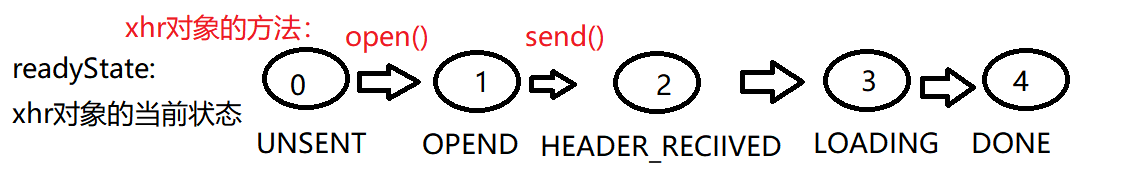 xhr对象的方法：
open() send()
readyState: 0 1 2 3 4
xhr对象的当前状态
UNSENT OPEND HEADER_RECIIVED LOADING DONE